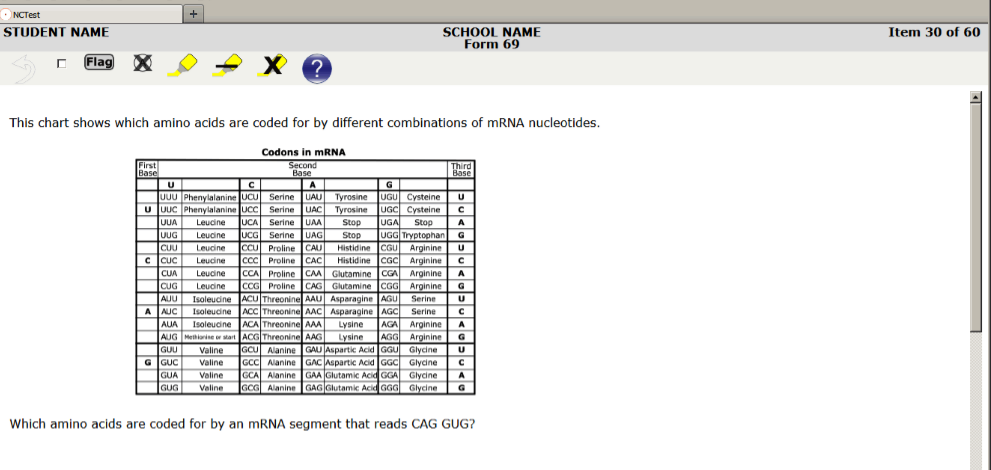 NCTest +
STUDENT NAME SCHOOL NAME Item 30 of 60
Form 69
Flag X X ?
This chart shows which amino acids are coded for by different combinations of mRNA nucleotides.
Codons in mRNA
First Base Second Base Third Base
U C A G
UUU Phenylalanine UCU Serine UAU Tyrosine UGU Cysteine U
U UUC Phenylalanine UCC Serine UAC Tyrosine UGC Cysteine C
UUA Leucine UCA Serine UAA Stop UGA Stop A
UUG Leucine UCG Serine UAG Stop UGG Tryptophan G
CUU Leucine CCU Proline CAU Histidine CGU Arginine U
C CUC Leucine CCC Proline CAC Histidine CGC Arginine C
CUA Leucine CCA Proline CAA Glutamine CGA Arginine A
CUG Leucine CCG Proline CAG Glutamine CGG Arginine G
AUU Isoleucine ACU Threonine AAU Asparagine AGU Serine U
A AUC Isoleucine ACC Threonine AAC Asparagine AGC Serine C
AUA Isoleucine ACA Threonine AAA Lysine AGA Arginine A
AUG Methionine or start ACG Threonine AAG Lysine AGG Arginine G
GUU Valine GCU Alanine GAU Aspartic Acid GGU Glycine U
G GUC Valine GCC Alanine GAC Aspartic Acid GGC Glycine C
GUA Valine GCA Alanine GAA Glutamic Acid GGA Glycine A
GUG Valine GCG Alanine GAG Glutamic Acid GGG Glycine G
Which amino acids are coded for by an mRNA segment that reads CAG GUG?